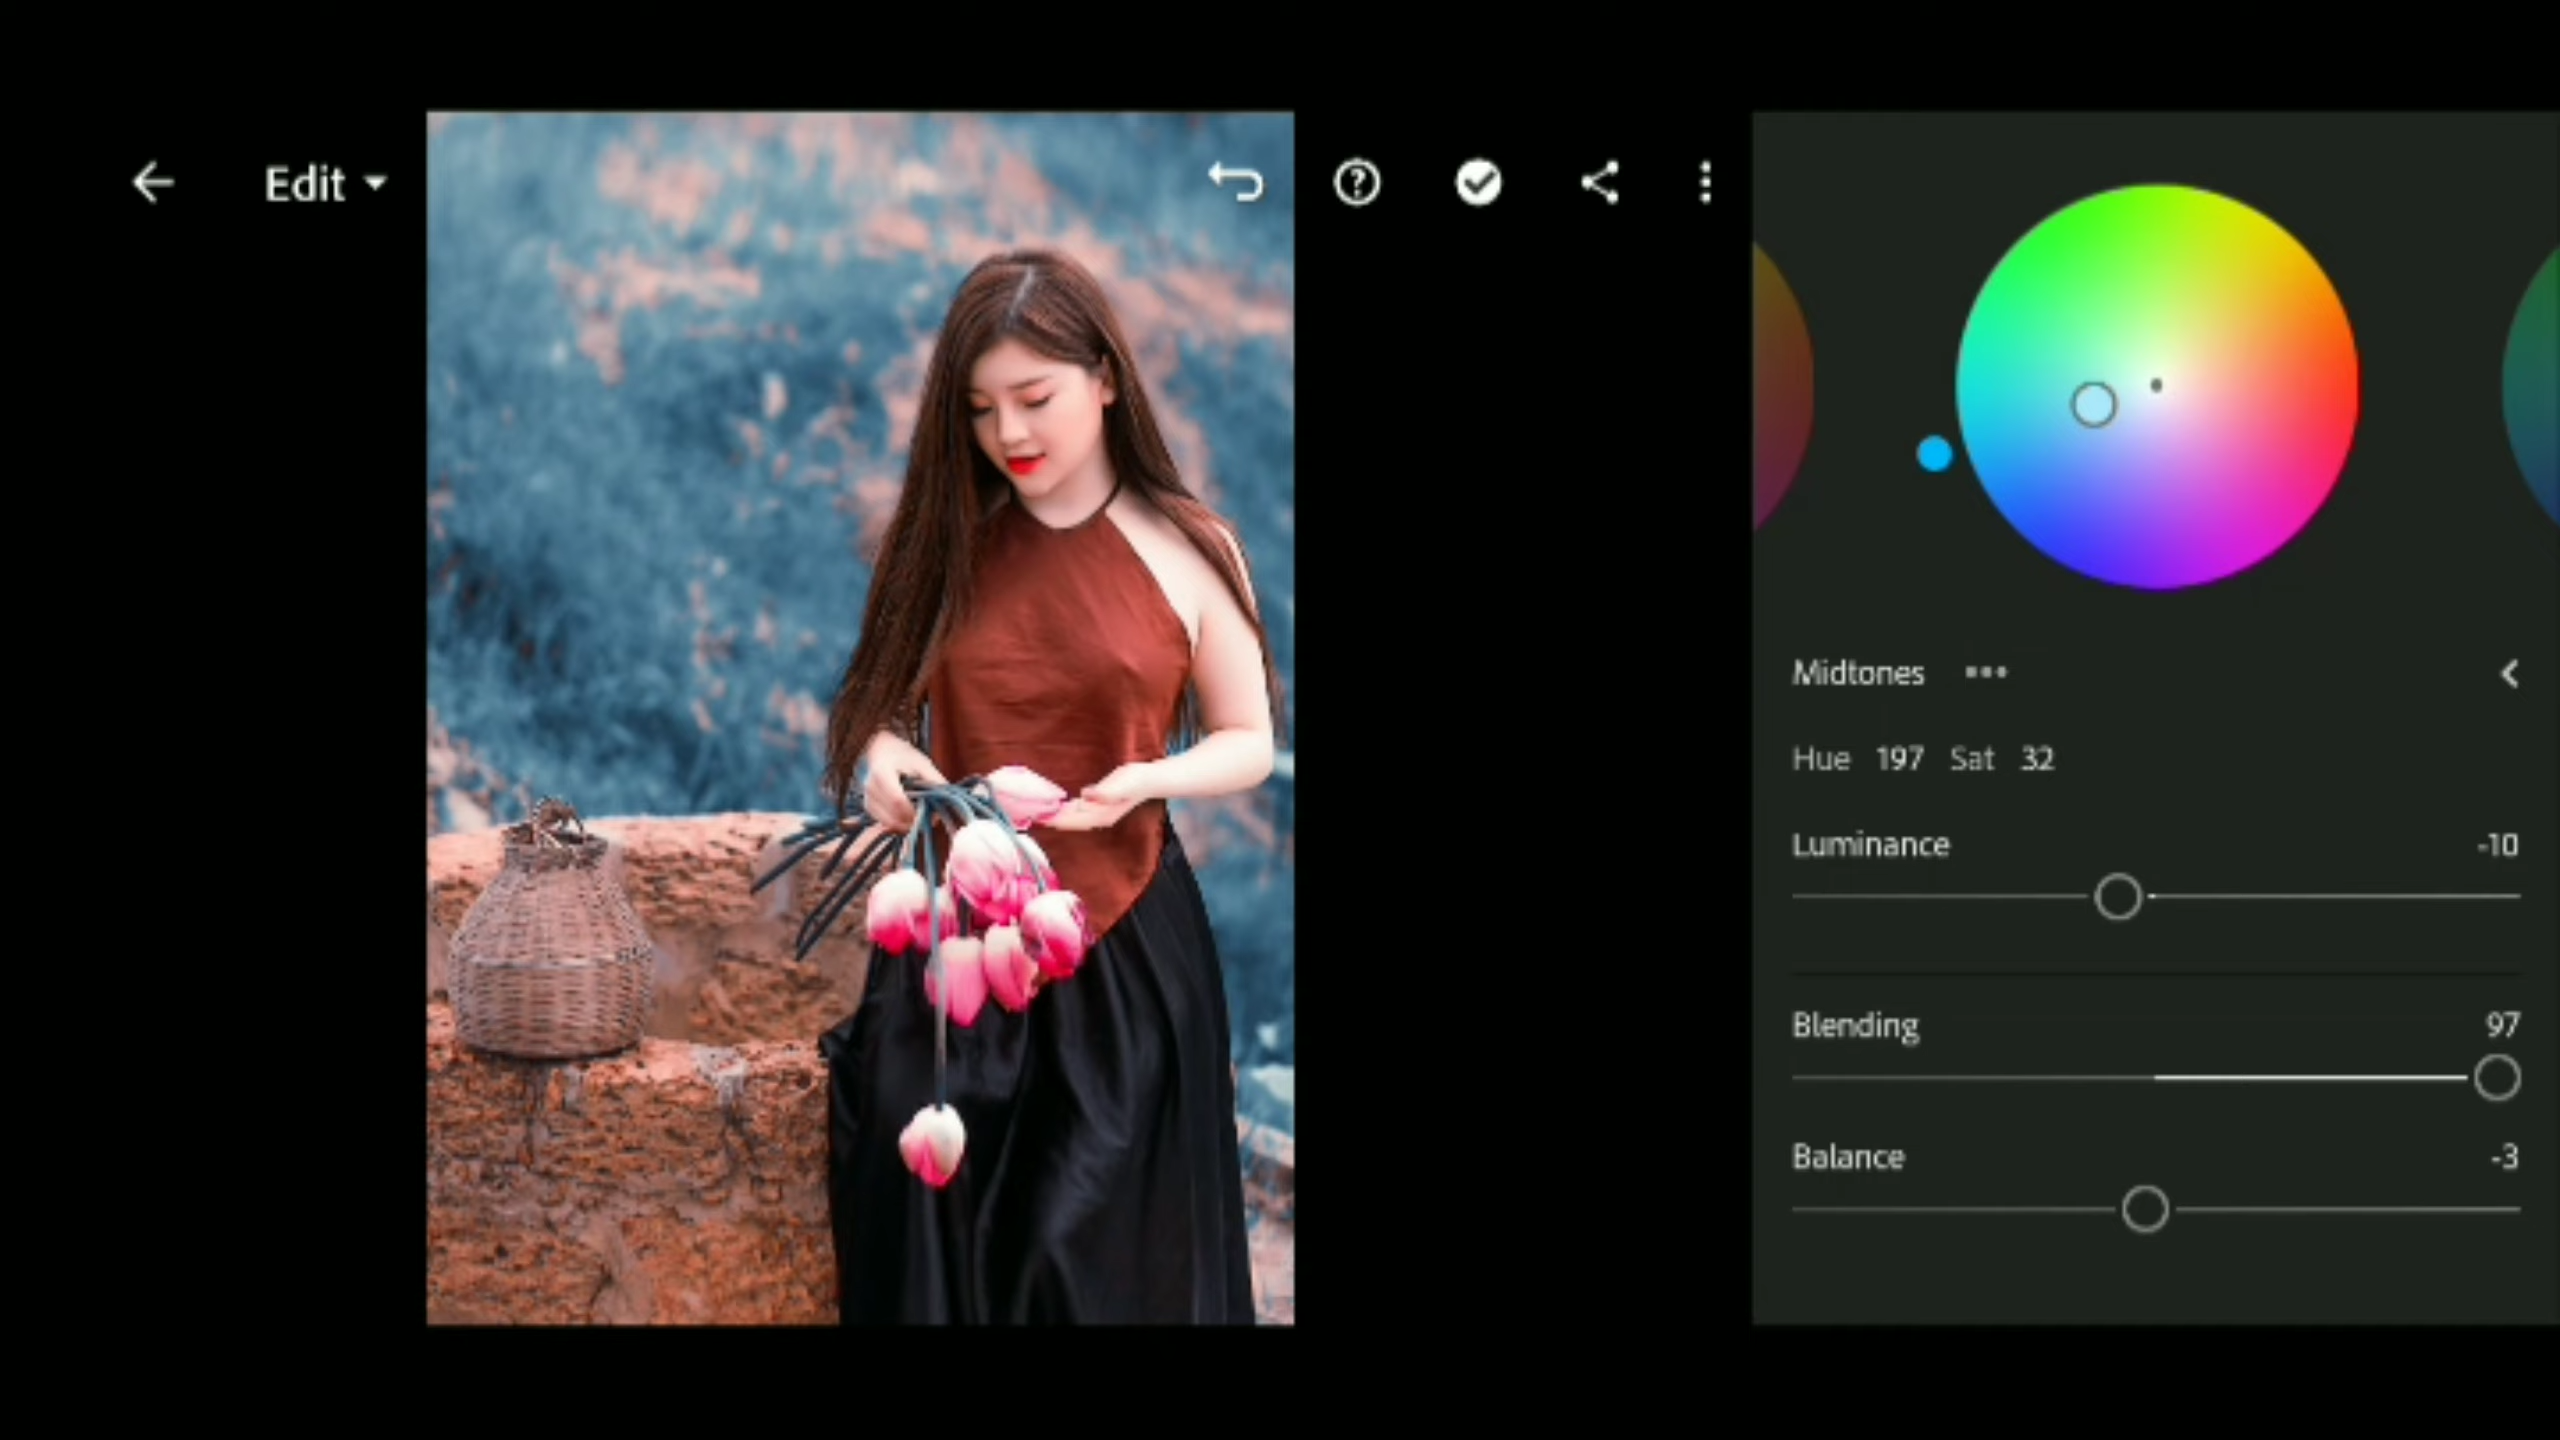 Edit
Midtones
Hue 197 Sat 32
Luminance -10
Blending 97
Balance -3